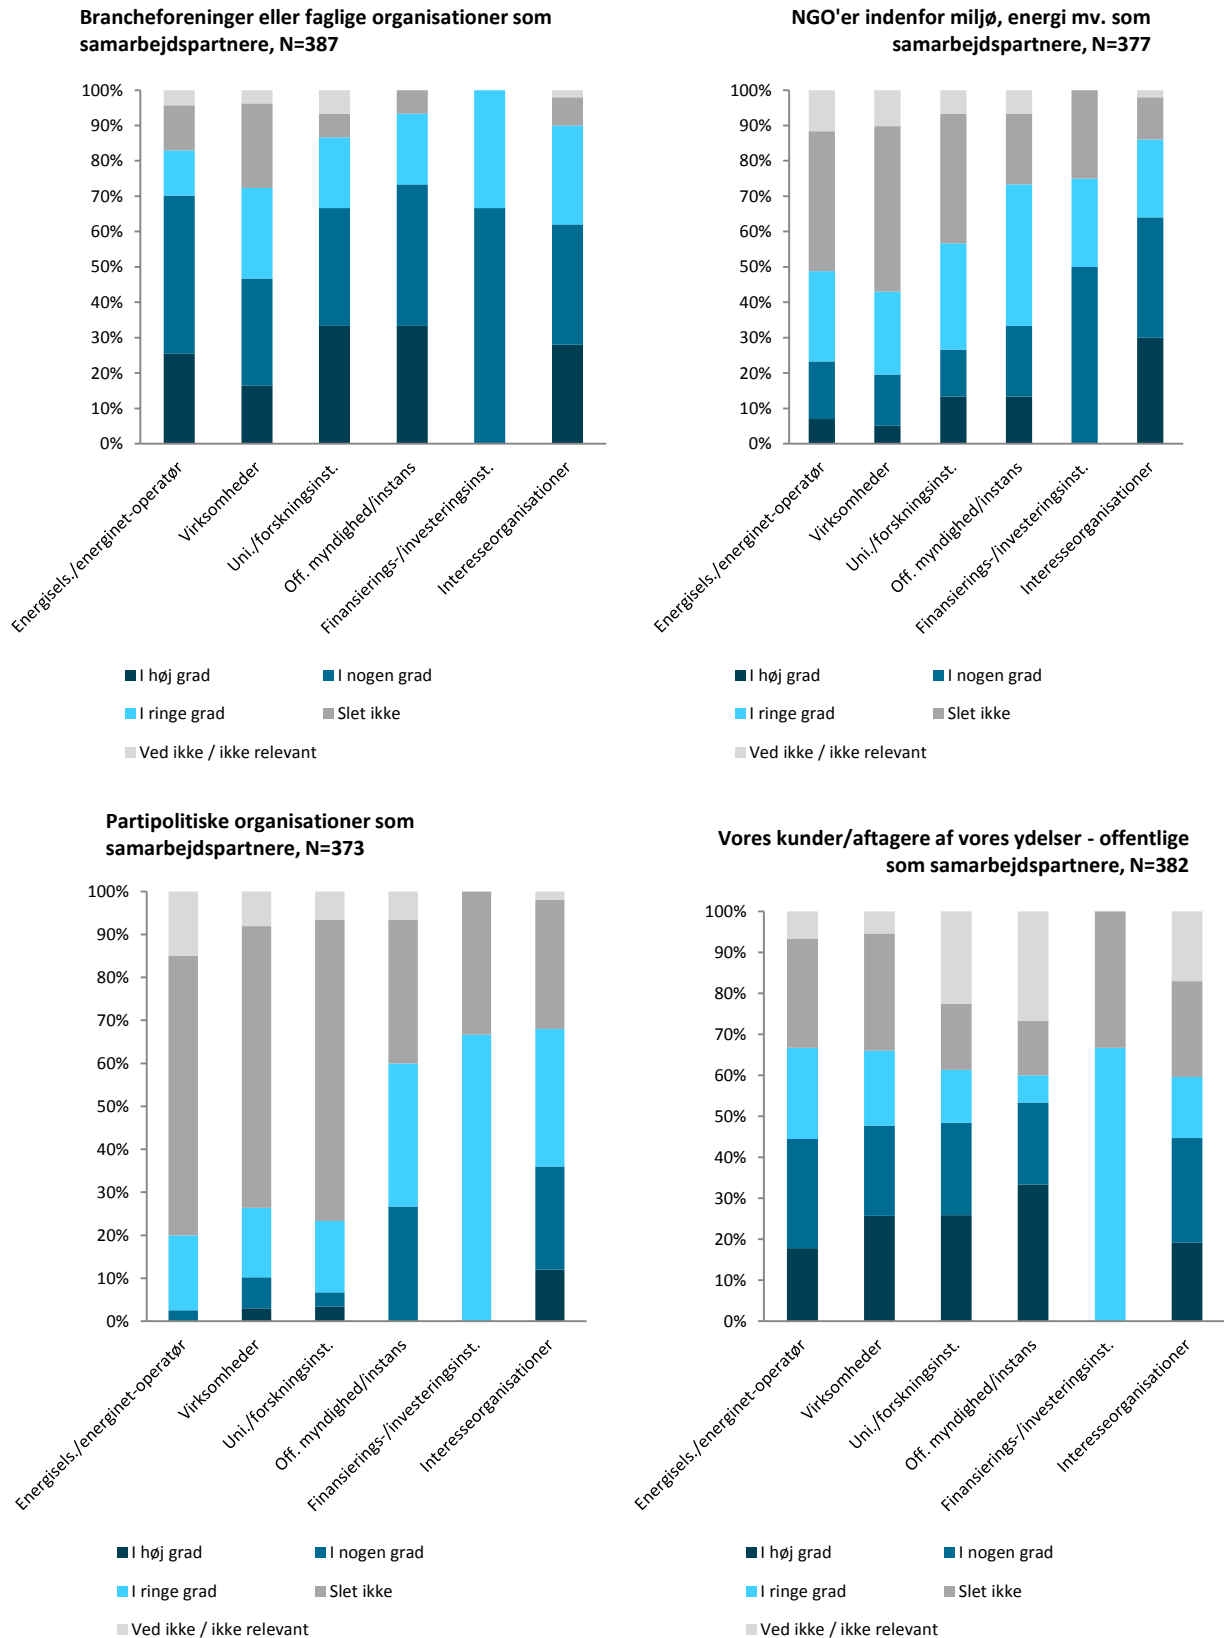 Brancheforeninger eller faglige organisationer som
samarbejdspartnere, N=387
100%
90%
80%
70%
60%
50%
40%
30%
20%
10%
0%
Energisels./energinet-operatør
Virksomheder
Uni./forskningsinst.
Off. myndighed/instans
Finansierings-/investeringsinst.
Interesseorganisationer
I høj grad
I nogen grad
I ringe grad
Slet ikke
Ved ikke / ikke relevant
NGO'er indenfor miljø, energi mv. som
samarbejdspartnere, N=377
100%
90%
80%
70%
60%
50%
40%
30%
20%
10%
0%
Energisels./energinet-operatør
Virksomheder
Uni./forskningsinst.
Off. myndighed/instans
Finansierings-/investeringsinst.
Interesseorganisationer
I høj grad
I nogen grad
I ringe grad
Slet ikke
Ved ikke / ikke relevant
Partipolitiske organisationer som
samarbejdspartnere, N=373
100%
90%
80%
70%
60%
50%
40%
30%
20%
10%
0%
Energisels./energinet-operatør
Virksomheder
Uni./forskningsinst.
Off. myndighed/instans
Finansierings-/investeringsinst.
Interesseorganisationer
I høj grad
I nogen grad
I ringe grad
Slet ikke
Ved ikke / ikke relevant
Vores kunder/aftagere af vores ydelser - offentlige
som samarbejdspartnere, N=382
100%
90%
80%
70%
60%
50%
40%
30%
20%
10%
0%
Energisels./energinet-operatør
Virksomheder
Uni./forskningsinst.
Off. myndighed/instans
Finansierings-/investeringsinst.
Interesseorganisationer
I høj grad
I nogen grad
I ringe grad
Slet ikke
Ved ikke / ikke relevant